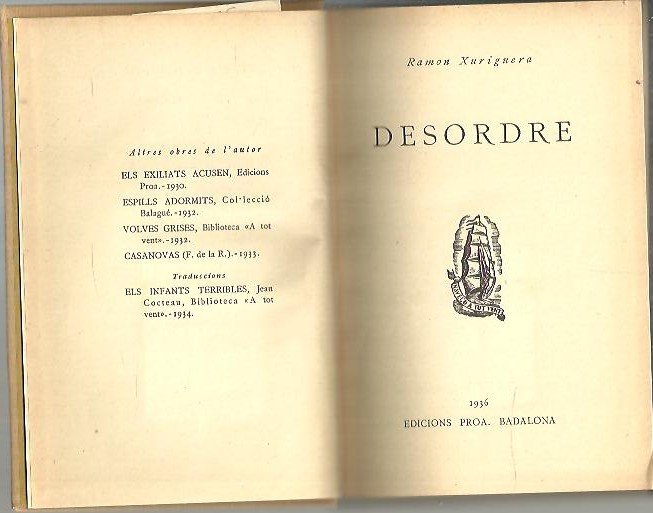 Altres obres de l'autor
ELS EXILIATS ACUSEN, Edicions
Proa.-1930.
ESPILLS ADORMITS, Col·lecció
Balagué.-1932.
VOLVES GRISES, Biblioteca «A tot
vent».-1932.
CASANOVAS (F. de la R.).-1933.
Traduccions
ELS INFANTS TERRIBLES, Jean
Cocteau, Biblioteca «A tot
vent».-1934.
Ramon Xuriguera
DESORDRE
A TOT VENT
1936
EDICIONS PROA. BADALONA